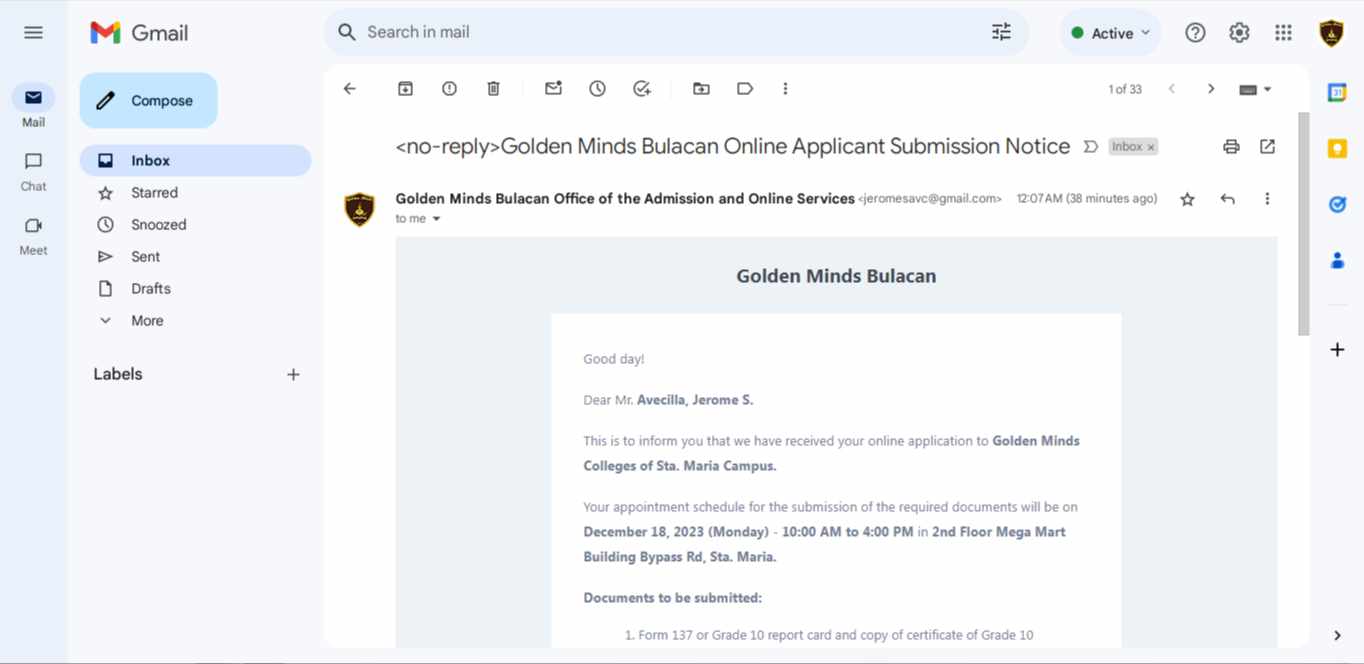 Gmail
Search in mail
Active
Compose
1 of 33
Mail
Inbox
<no-reply>Golden Minds Bulacan Online Applicant Submission Notice
Inbox ×
Starred
Chat
Golden Minds Bulacan Office of the Admission and Online Services <jeromesavc@gmail.com> 12:07 AM (38 minutes ago)
to me
Snoozed
Meet
Sent
Drafts
More
Labels
31
Golden Minds Bulacan
Good day!
Dear Mr. Avecilla, Jerome S.
This is to inform you that we have received your online application to Golden Minds
Colleges of Sta. Maria Campus.
Your appointment schedule for the submission of the required documents will be on
December 18, 2023 (Monday) - 10:00 AM to 4:00 PM in 2nd Floor Mega Mart
Building Bypass Rd, Sta. Maria.
Documents to be submitted:
1. Form 137 or Grade 10 report card and copy of certificate of Grade 10